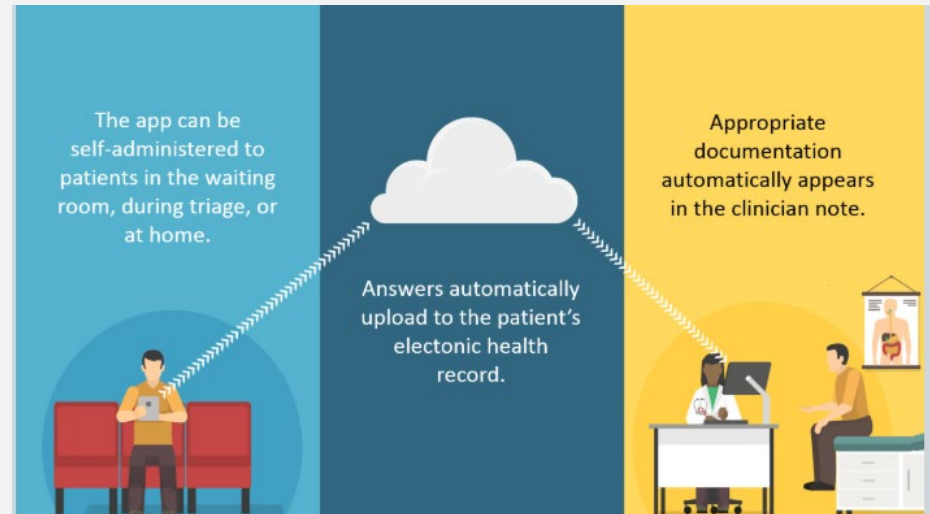 The app can be
self-administered to
patients in the waiting
room, during triage, or
at home.
Answers automatically
upload to the patient’s
electonic health
record.
Appropriate
documentation
automatically appears
in the clinician note.